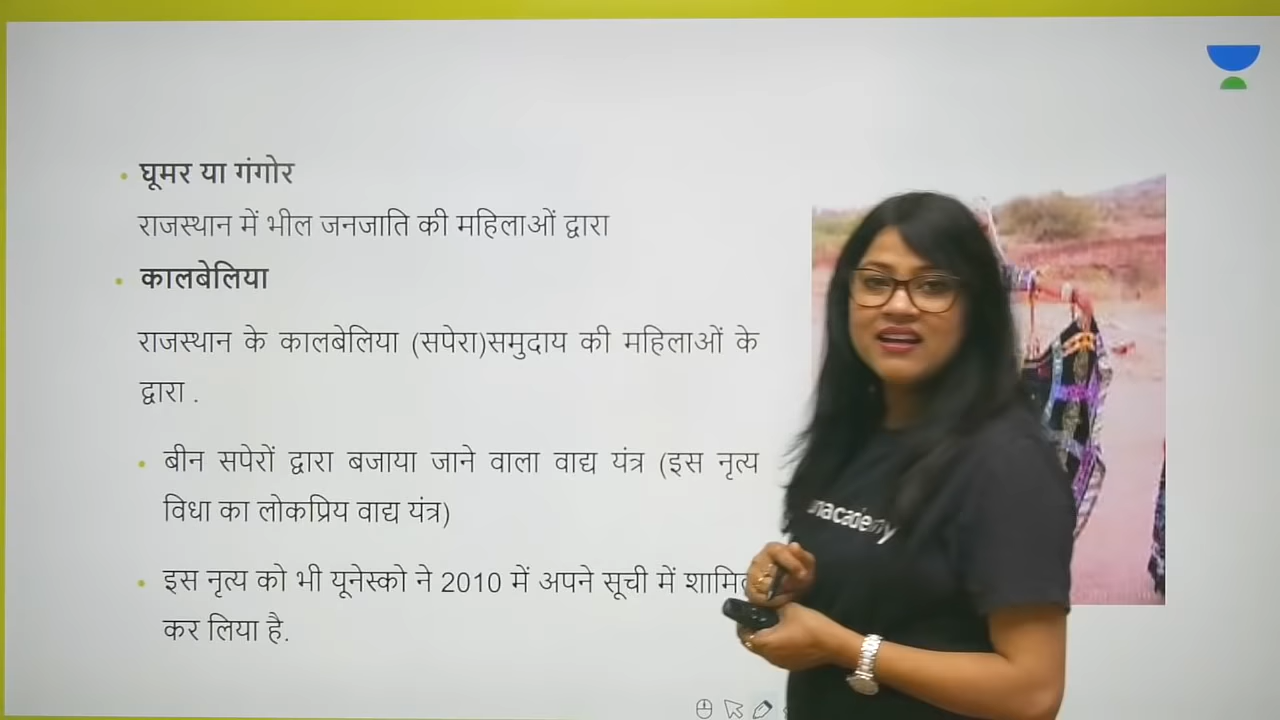 घूमर या गंगोर
राजस्थान में भील जनजाति की महिलाओं द्वारा
कालबेलिया
राजस्थान के कालबेलिया (सपेरा)समुदाय की महिलाओं के
द्वारा .
बीन सपेरों द्वारा बजाया जाने वाला वाद्य यंत्र (इस नृत्य
विधा का लोकप्रिय वाद्य यंत्र)
इस नृत्य को भी यूनेस्को ने 2010 में अपने सूची में
कर लिया है.